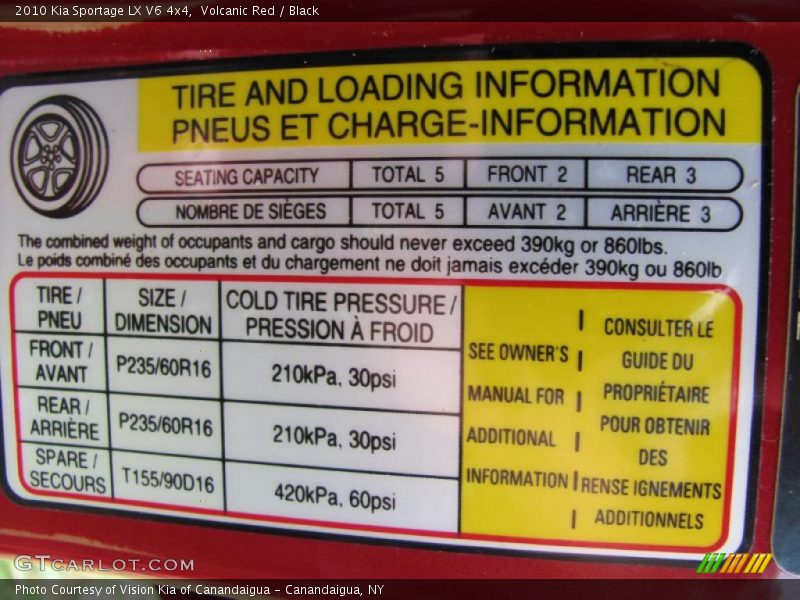 2010 Kia Sportage LX V6 4x4,  Volcanic Red / Black
TIRE AND LOADING INFORMATION
PNEUS ET CHARGE-INFORMATION
SEATING CAPACITY TOTAL 5 FRONT 2 REAR 3
NOMBRE DE SIÈGES TOTAL 5 AVANT 2 ARRIÈRE 3
The combined weight of occupants and cargo should never exceed 390kg or 860lbs.
Le poids combiné des occupants et du chargement ne doit jamais excéder 390kg ou 860lb
TIRE /
PNEU
SIZE /
DIMENSION
COLD TIRE PRESSURE /
PRESSION À FROID
FRONT /
AVANT
P235/60R16
210kPa, 30psi
REAR /
ARRIÈRE
P235/60R16
210kPa, 30psi
SPARE /
SECOURS
T155/90D16
420kPa, 60psi
SEE OWNER'S
MANUAL FOR
ADDITIONAL
INFORMATION
CONSULTER LE
GUIDE DU
PROPRIÉTAIRE
POUR OBTENIR
DES
RENSE IGNEMENTS
ADDITIONNELS
GTCARLOT.COM
Photo Courtesy of Vision Kia of Canandaigua - Canandaigua, NY